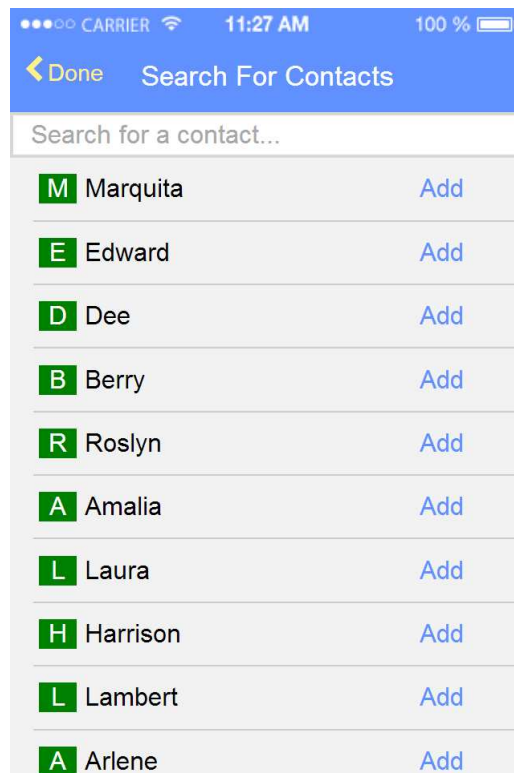 CARRIER 11:27 AM 100 %
Done Search For Contacts
Search for a contact...
M Marquita Add
E Edward Add
D Dee Add
B Berry Add
R Roslyn Add
A Amalia Add
L Laura Add
H Harrison Add
L Lambert Add
A Arlene Add